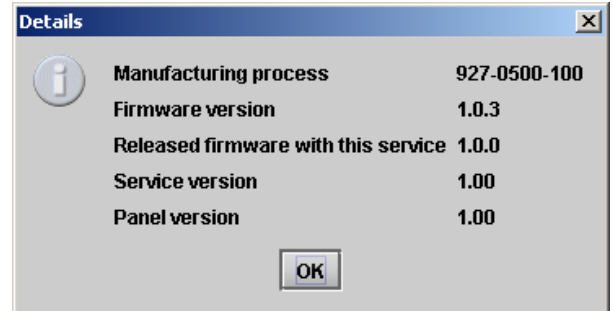 Details
Manufacturing process 927-0500-100
Firmware version 1.0.3
Released firmware with this service 1.0.0
Service version 1.00
Panel version 1.00
OK